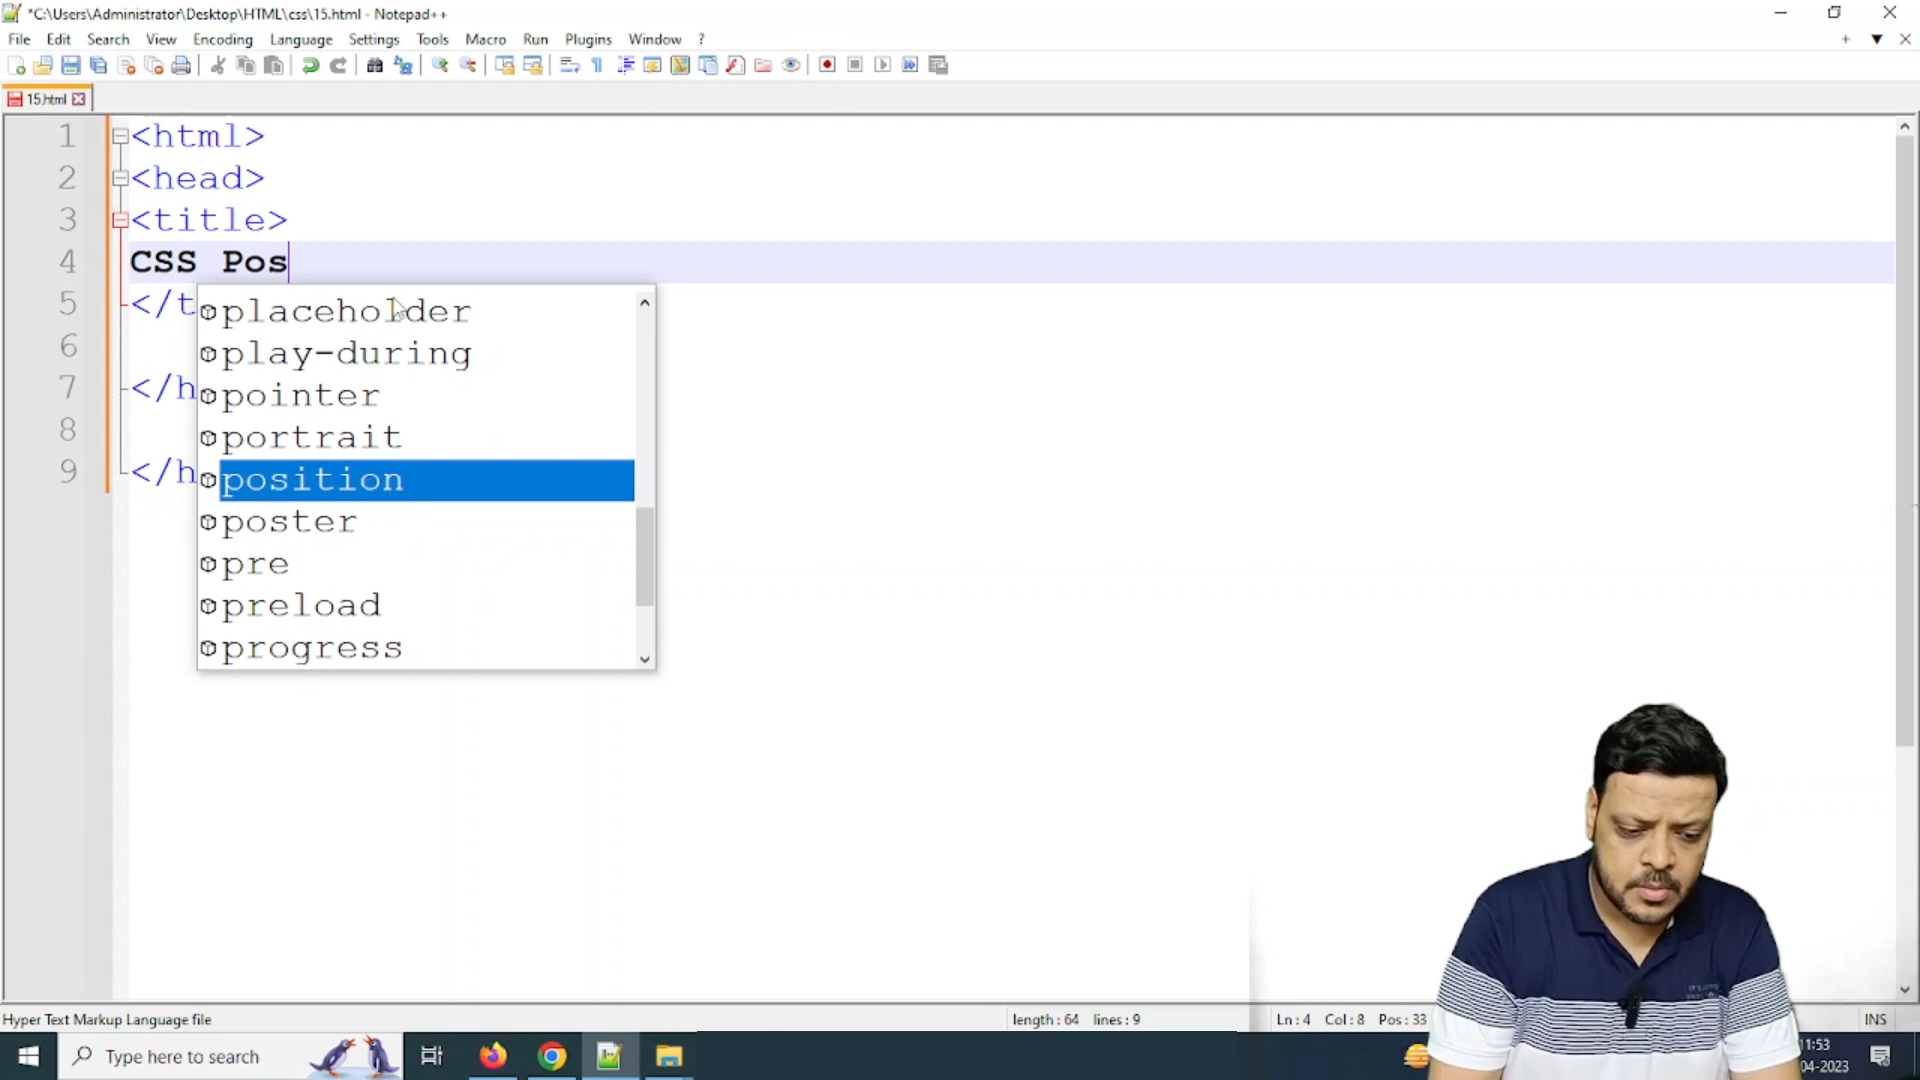 *C:\Users\Administrator\Desktop\HTML\css\15.html - Notepad++
File Edit Search View Encoding Language Settings Tools Macro Run Plugins Window ?
15.html
1 <html>
2 <head>
3 <title>
4 CSS Pos
5 </t
6
7 </h
8
9 </h
placeholder
play-during
pointer
portrait
position
poster
pre
preload
progress
Hyper Text Markup Language file length : 64 lines : 9 Ln : 4 Col : 8 Pos : 33 INS
Type here to search
11:53
04-2023